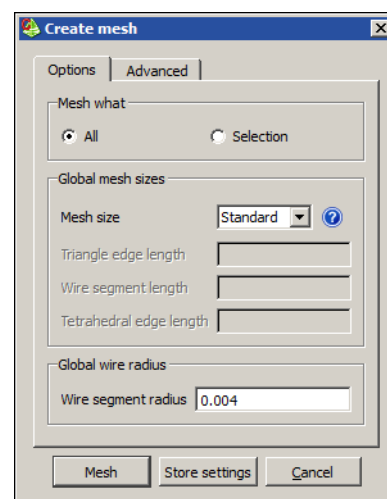 Create mesh
Options Advanced
Mesh what
All Selection
Global mesh sizes
Mesh size Standard ?
Triangle edge length
Wire segment length
Tetrahedral edge length
Global wire radius
Wire segment radius 0.004
Mesh Store settings Cancel